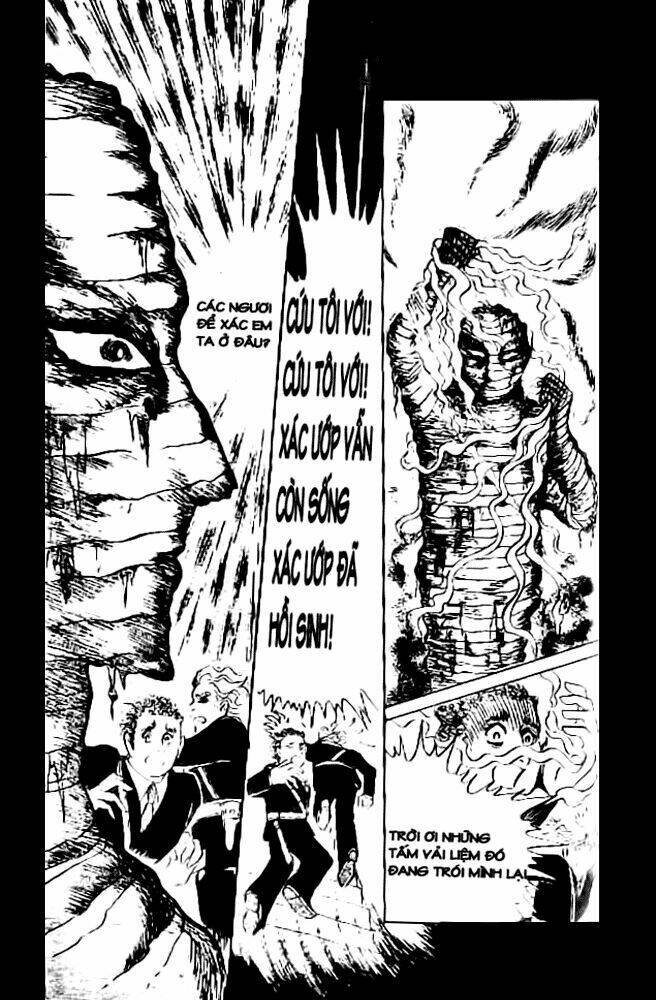 CÁC NGƯƠI
ĐỂ XÁC EM
TA Ở ĐÂU?
CỨU TÔI VỚI!
CỨU TÔI VỚI!
XÁC ƯỚP VẪN
CÒN SỐNG
XÁC ƯỚP ĐÃ
HỒI SINH!
TRỜI ƠI NHỮNG
TẤM VẢI LIỆM ĐÓ
ĐANG TRÓI MÌNH LẠI...